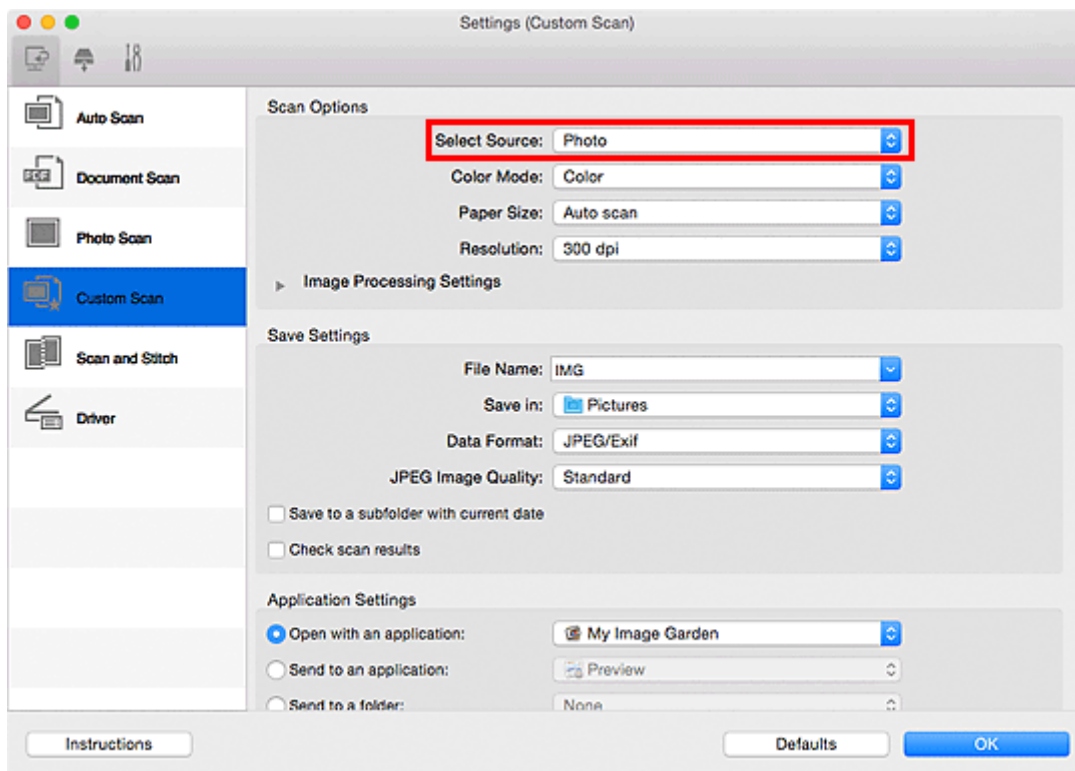 Settings (Custom Scan)
Auto Scan
Document Scan
Photo Scan
Custom Scan
Scan and Stitch
Driver
Scan Options
Select Source: Photo
Color Mode: Color
Paper Size: Auto scan
Resolution: 300 dpi
Image Processing Settings
Save Settings
File Name: IMG
Save in: Pictures
Data Format: JPEG/Exif
JPEG Image Quality: Standard
Save to a subfolder with current date
Check scan results
Application Settings
Open with an application: My Image Garden
Send to an application: Preview
Send to a folder: None
Instructions
Defaults
OK